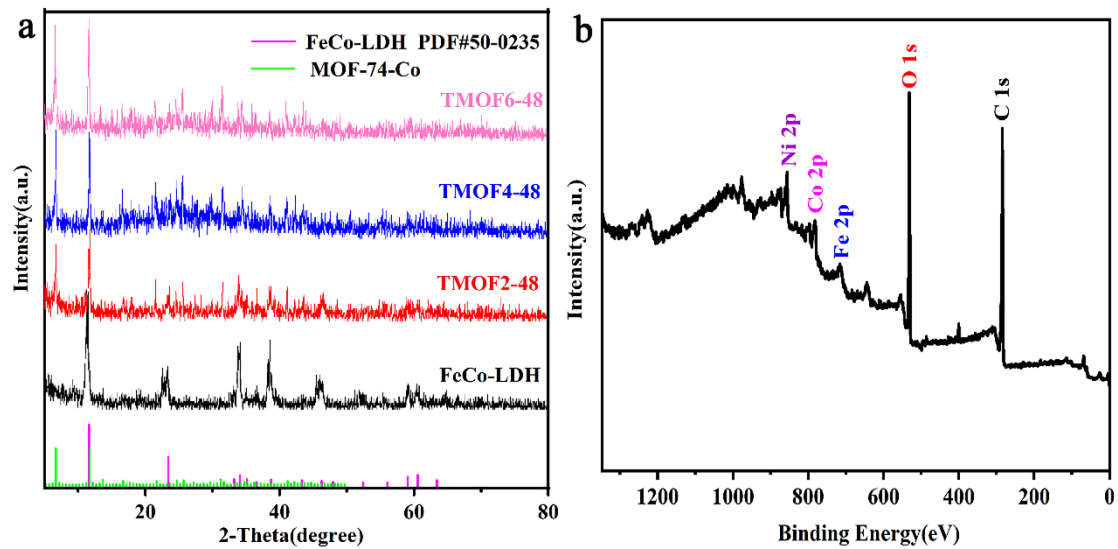 a
FeCo-LDH PDF#50-0235
MOF-74-Co
TMOF6-48
TMOF4-48
TMOF2-48
FeCo-LDH
Intensity(a.u.)
20 40 60 80
2-Theta(degree)
b
Ni 2p
Co 2p
Fe 2p
O 1s
C 1s
Intensity(a.u.)
1200 1000 800 600 400 200 0
Binding Energy(eV)